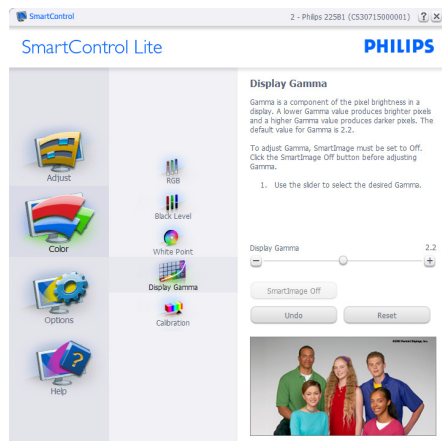 SmartControl
2 - Philips 225B1 (CS30715000001)
?
X
SmartControl Lite
PHILIPS
Adjust
Color
Options
Help
RGB
Black Level
White Point
Display Gamma
Calibration
Display Gamma
Gamma is a component of the pixel brightness in a
display. A lower Gamma value produces brighter pixels
and a higher Gamma value produces darker pixels. The
default value for Gamma is 2.2.
To adjust Gamma, SmartImage must be set to Off.
Click the SmartImage Off button before adjusting
Gamma.
1. Use the slider to select the desired Gamma.
Display Gamma
2.2
SmartImage Off
Undo
Reset